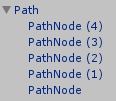 Path
PathNode (4)
PathNode (3)
PathNode (2)
PathNode (1)
PathNode